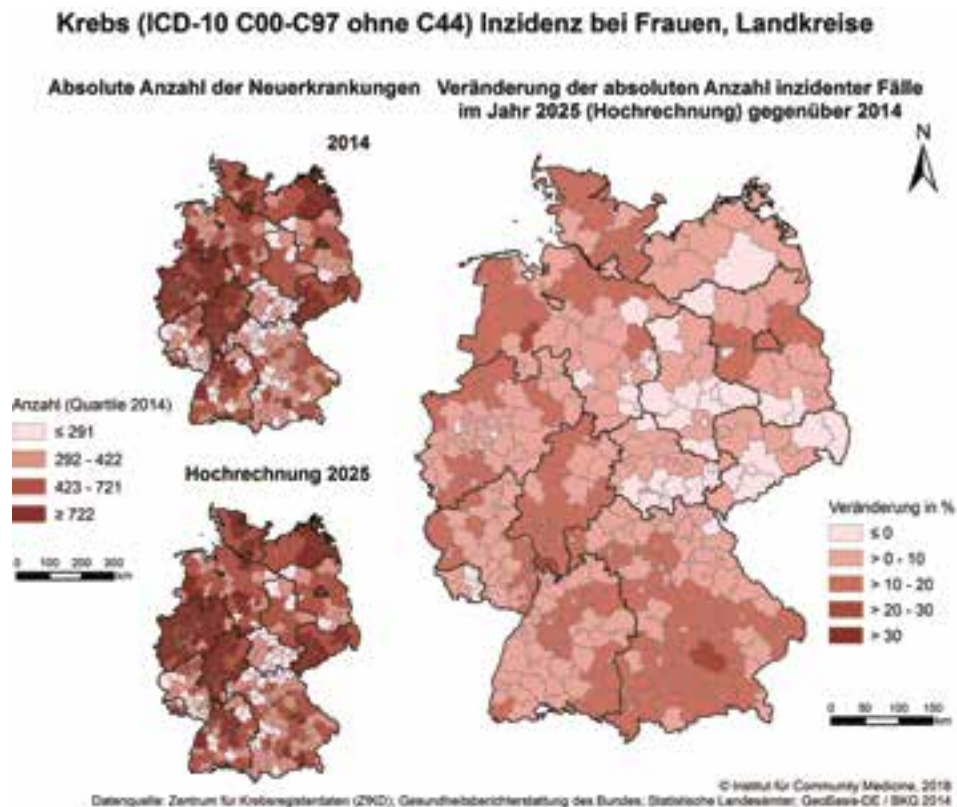 Krebs (ICD-10 C00-C97 ohne C44) Inzidenz bei Frauen, Landkreise
Absolute Anzahl der Neuerkrankungen
2014
Anzahl (Quartile 2014)
≤ 291
292 - 422
423 - 721
≥ 722
0 100 200 300
km
Hochrechnung 2025
Veränderung der absoluten Anzahl inzidenter Fälle
im Jahr 2025 (Hochrechnung) gegenüber 2014
N
Veränderung in %
≤ 0
> 0 - 10
> 10 - 20
> 20 - 30
> 30
0 50 100 150
km
© Institut für Community Medicine, 2018
Datenquelle: Zentrum für Krebsregisterdaten (ZfKD), Gesundheitsberichterstattung des Bundes; Statistische Landesämter; GeoBasis-DE / BKG 2014